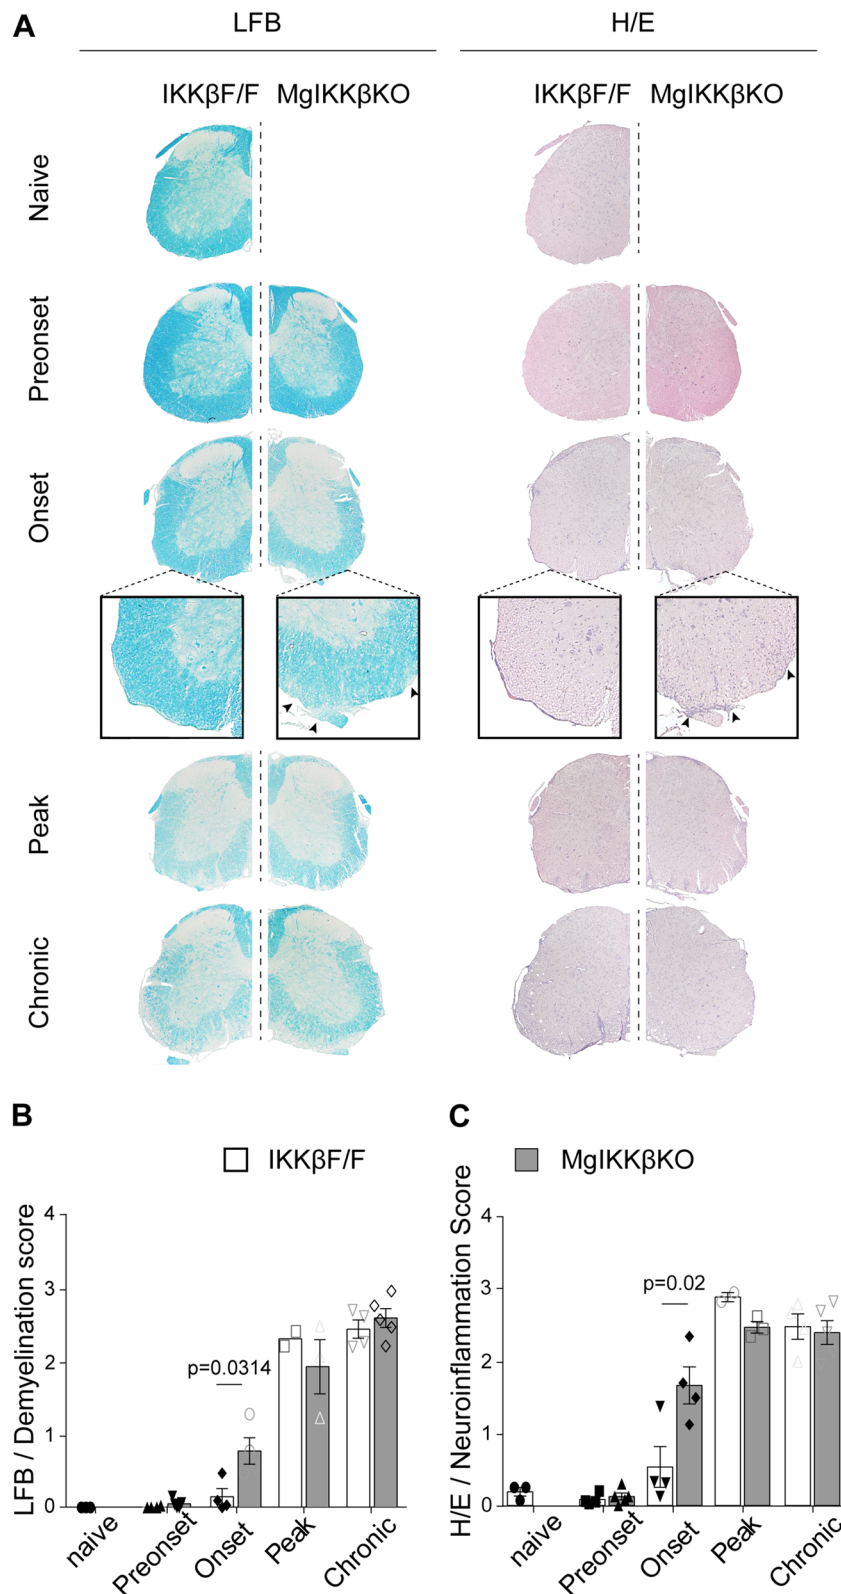 A
LFB
H/E
IKKβF/F
MgIKKβKO
IKKβF/F
MgIKKβKO
Naive
Preonset
Onset
Peak
Chronic
B
C
IKKβF/F
MgIKKβKO
LFB / Demyelination score
4
3
2
1
0
p=0.0314
naive
Preonset
Onset
Peak
Chronic
H/E / Neuroinflammation Score
4
3
2
1
0
p=0.02
naive
Preonset
Onset
Peak
Chronic